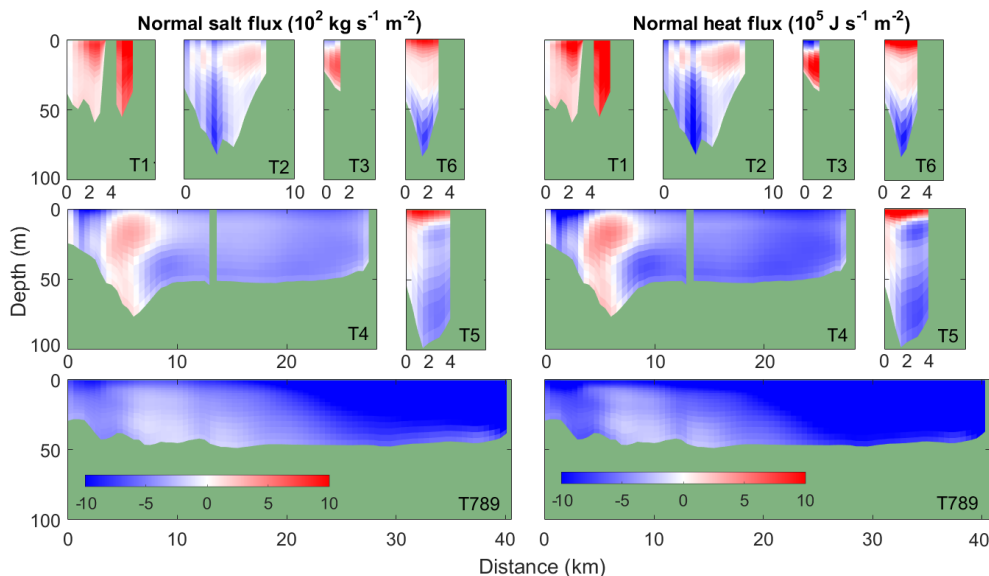 Normal salt flux (10² kg s⁻¹ m⁻²)
Normal heat flux (10⁵ J s⁻¹ m⁻²)
0
50
100
T1
T2
T3
T6
T1
T2
T3
T6
0 2 4
0 10
0
0 2 4
0 2 4
0 10
0
0 2 4
Depth (m)
0
50
100
T4
T5
T4
T5
0 10 20
0 2 4
0 10 20
0 2 4
0
50
100
-10 -5 0 5 10
T789
-10 -5 0 5 10
T789
0 10 20 30 40
0 10 20 30 40
Distance (km)